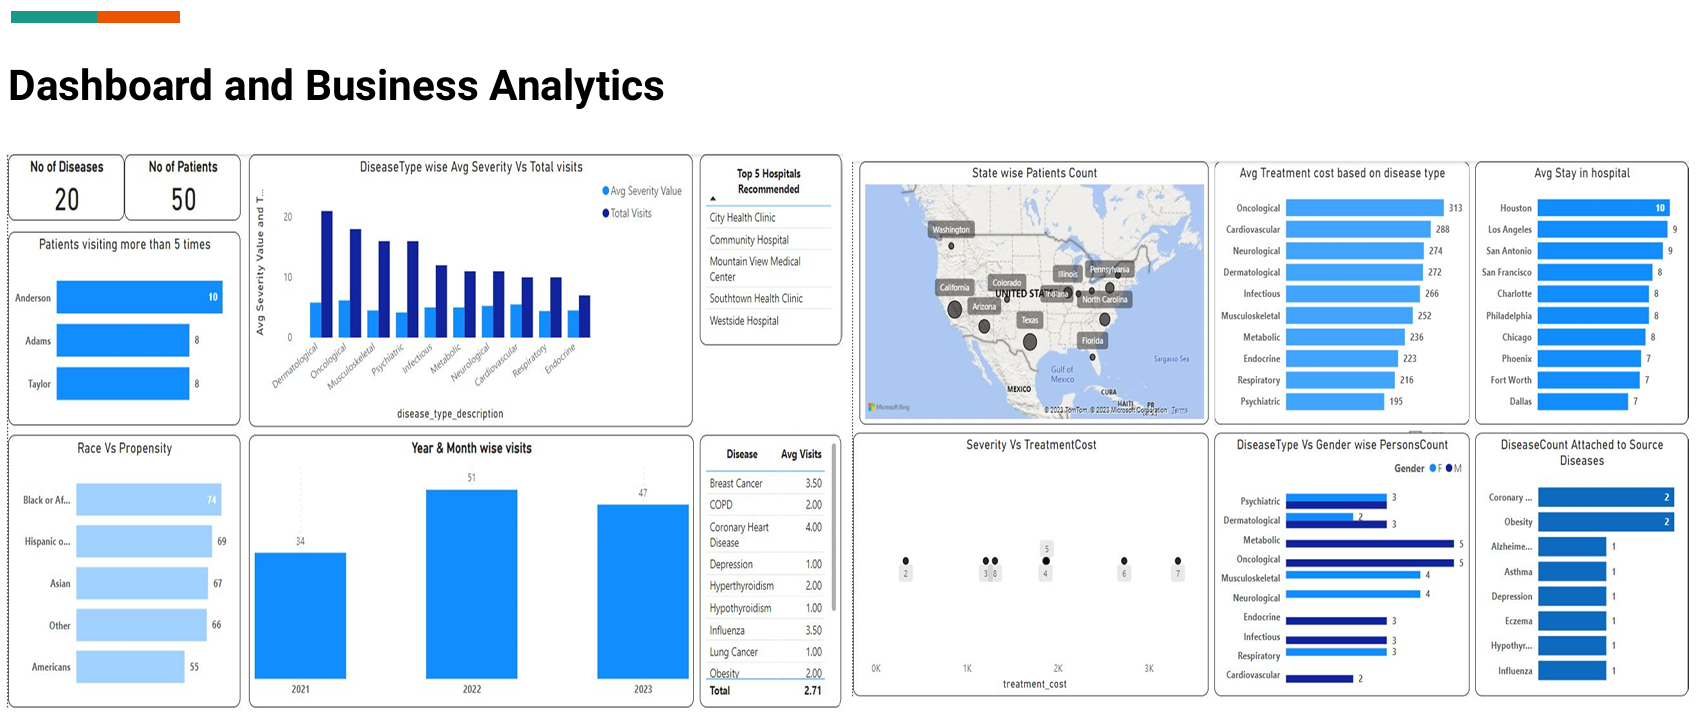 Dashboard and Business Analytics
No of Diseases
20
No of Patients
50
Patients visiting more than 5 times
Anderson 10
Adams 8
Taylor 8
DiseaseType wise Avg Severity Vs Total visits
Avg Severity Value
Total Visits
Avg Severity Value and T...
20
10
0
Dermatological
Oncological
Musculoskeletal
Psychiatric
Infectious
Metabolic
Neurological
Cardiovascular
Respiratory
Endocrine
disease_type_description
Top 5 Hospitals
Recommended
City Health Clinic
Community Hospital
Mountain View Medical
Center
Southtown Health Clinic
Westside Hospital
Race Vs Propensity
Black or Af... 74
Hispanic o... 69
Asian 67
Other 66
Americans 55
Year & Month wise visits
34
51
47
2021
2022
2023
Disease Avg Visits
Breast Cancer 3.50
COPD 2.00
Coronary Heart 4.00
Disease
Depression 1.00
Hyperthyroidism 2.00
Hypothyroidism 1.00
Influenza 3.50
Lung Cancer 1.00
Obesity 2.00
Total 2.71
State wise Patients Count
Washington
Illinois
Pennsylvania
Colorado
California
UNITED STA
Indiana
North Carolina
Arizona
Texas
Florida
Gulf of
Mexico
Sargasso Sea
MEXICO
CUBA
HAITI
PR
Microsoft Bing
© 2023 TomTom, © 2023 Microsoft Corporation Terms
Avg Treatment cost based on disease type
Oncological 313
Cardiovascular 288
Neurological 274
Dermatological 272
Infectious 266
Musculoskeletal 252
Metabolic 236
Endocrine 223
Respiratory 216
Psychiatric 195
Avg Stay in hospital
Houston 10
Los Angeles 9
San Antonio 9
San Francisco 8
Charlotte 8
Philadelphia 8
Chicago 8
Phoenix 7
Fort Worth 7
Dallas 7
Severity Vs TreatmentCost
5
2
3
8
4
6
7
0K
1K
2K
3K
treatment_cost
DiseaseType Vs Gender wise PersonsCount
Gender F M
Psychiatric 3
Dermatological 2
3
Metabolic 5
Oncological 5
Musculoskeletal 4
Neurological 4
Endocrine 3
Infectious 3
Respiratory 3
Cardiovascular 2
DiseaseCount Attached to Source
Diseases
Coronary ... 2
Obesity 2
Alzheime... 1
Asthma 1
Depression 1
Eczema 1
Hypothyr... 1
Influenza 1